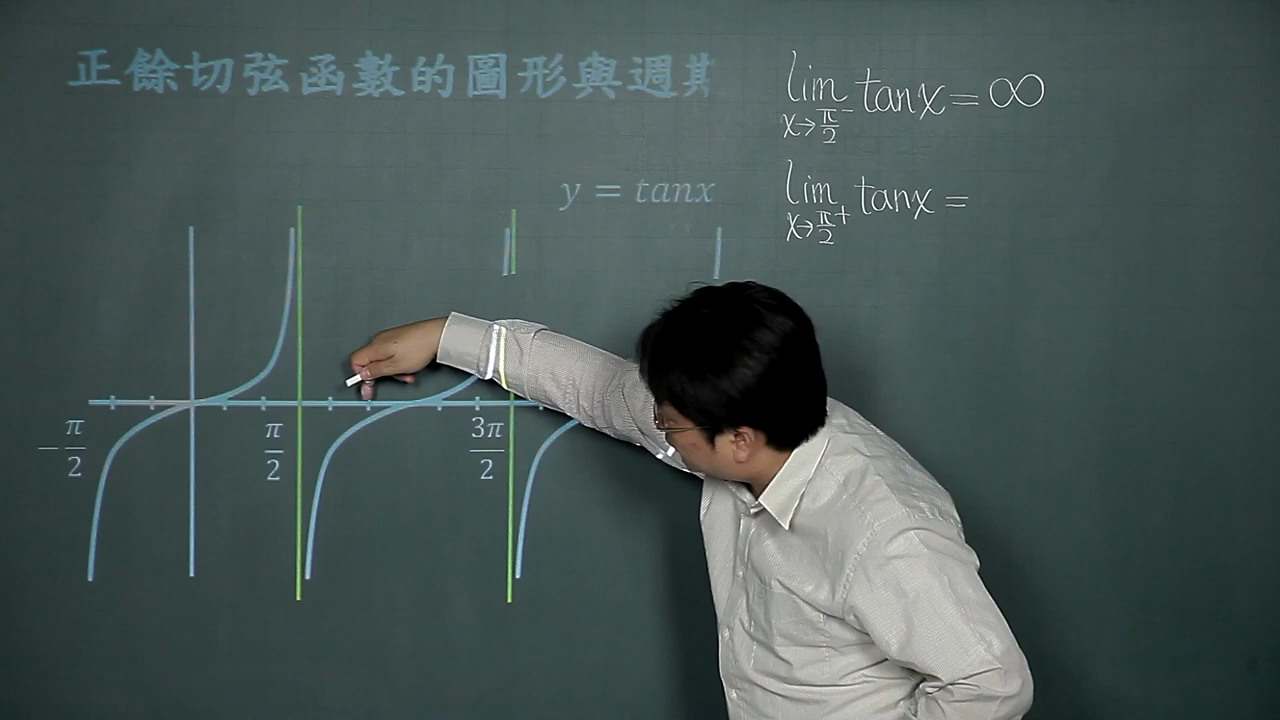 正餘切弦函數的圖形與週期
lim x→π/2⁻ tanx = ∞
y = tanx
lim x→π/2⁺ tanx =
−π/2
π/2
3π/2